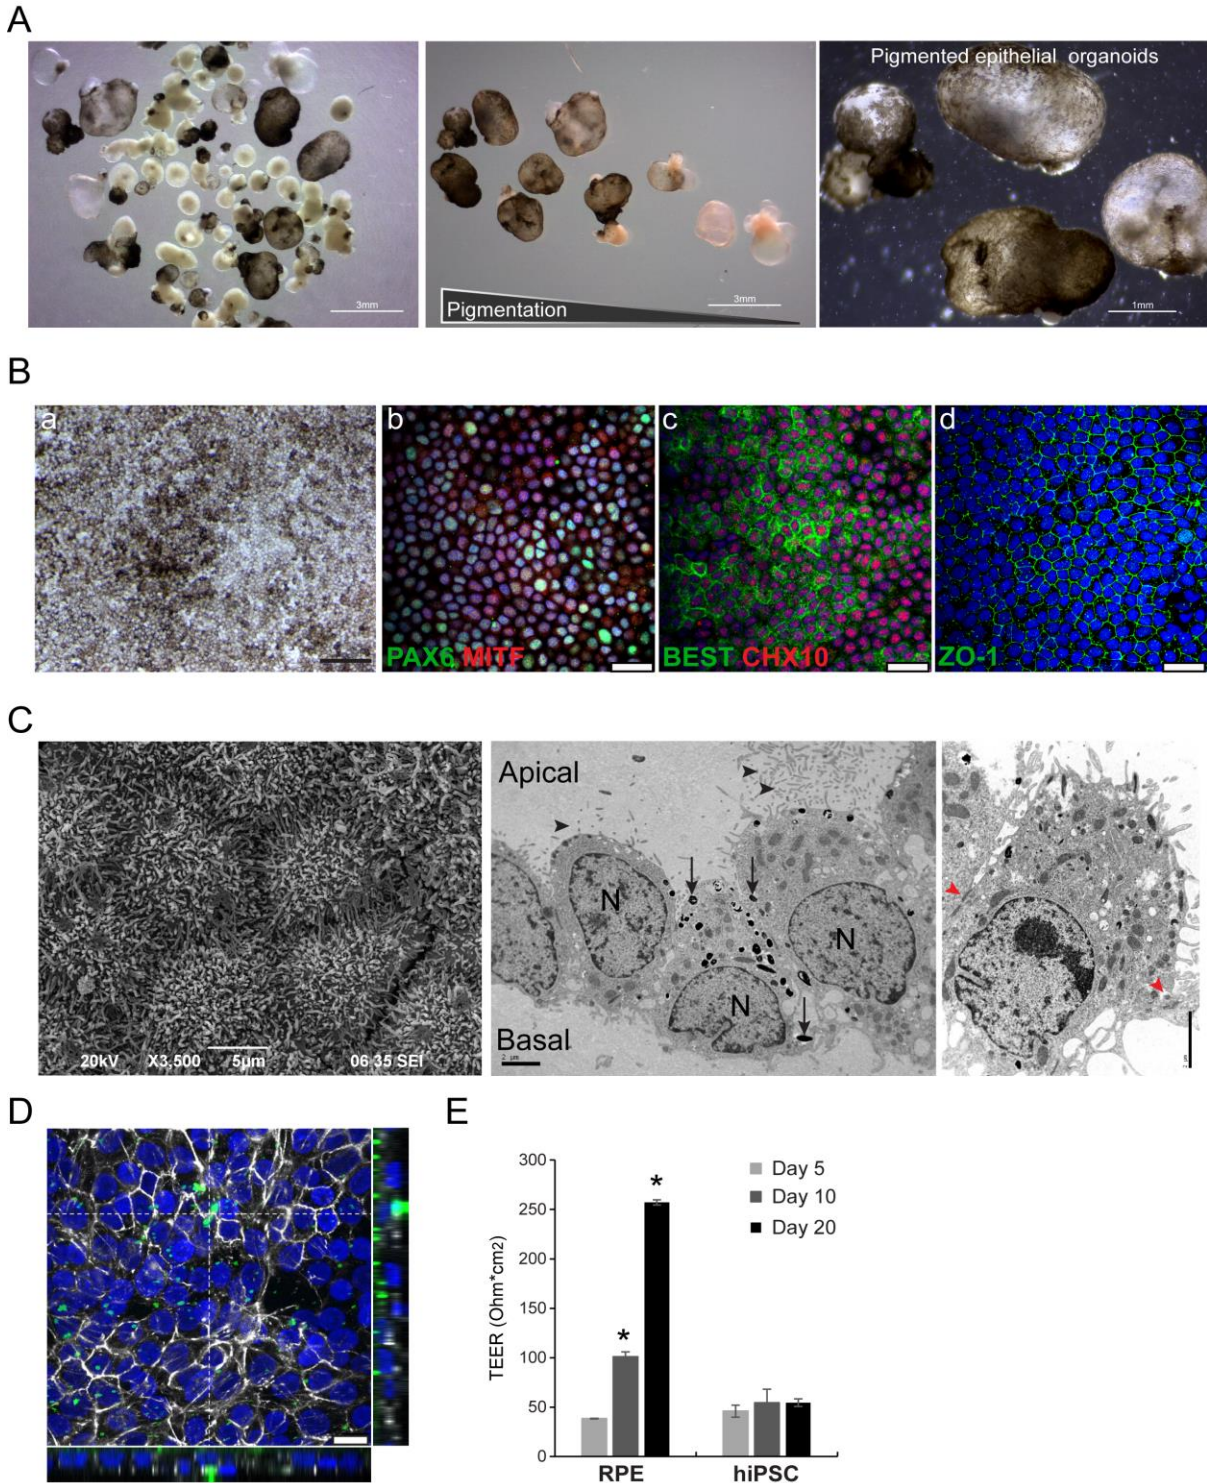 A
Pigmented epithelial organoids
3mm
Pigmentation
3mm
1mm
B
a
b
c
d
PAX6 MITF
BEST CHX10
ZO-1
C
Apical
N
N
N
Basal
2 µm
20kV X3,500 5µm 06 35 SEI
D
E
TEER (Ohm*cm2)
300
250
200
150
100
50
0
*
*
Day 5
Day 10
Day 20
RPE
hiPSC